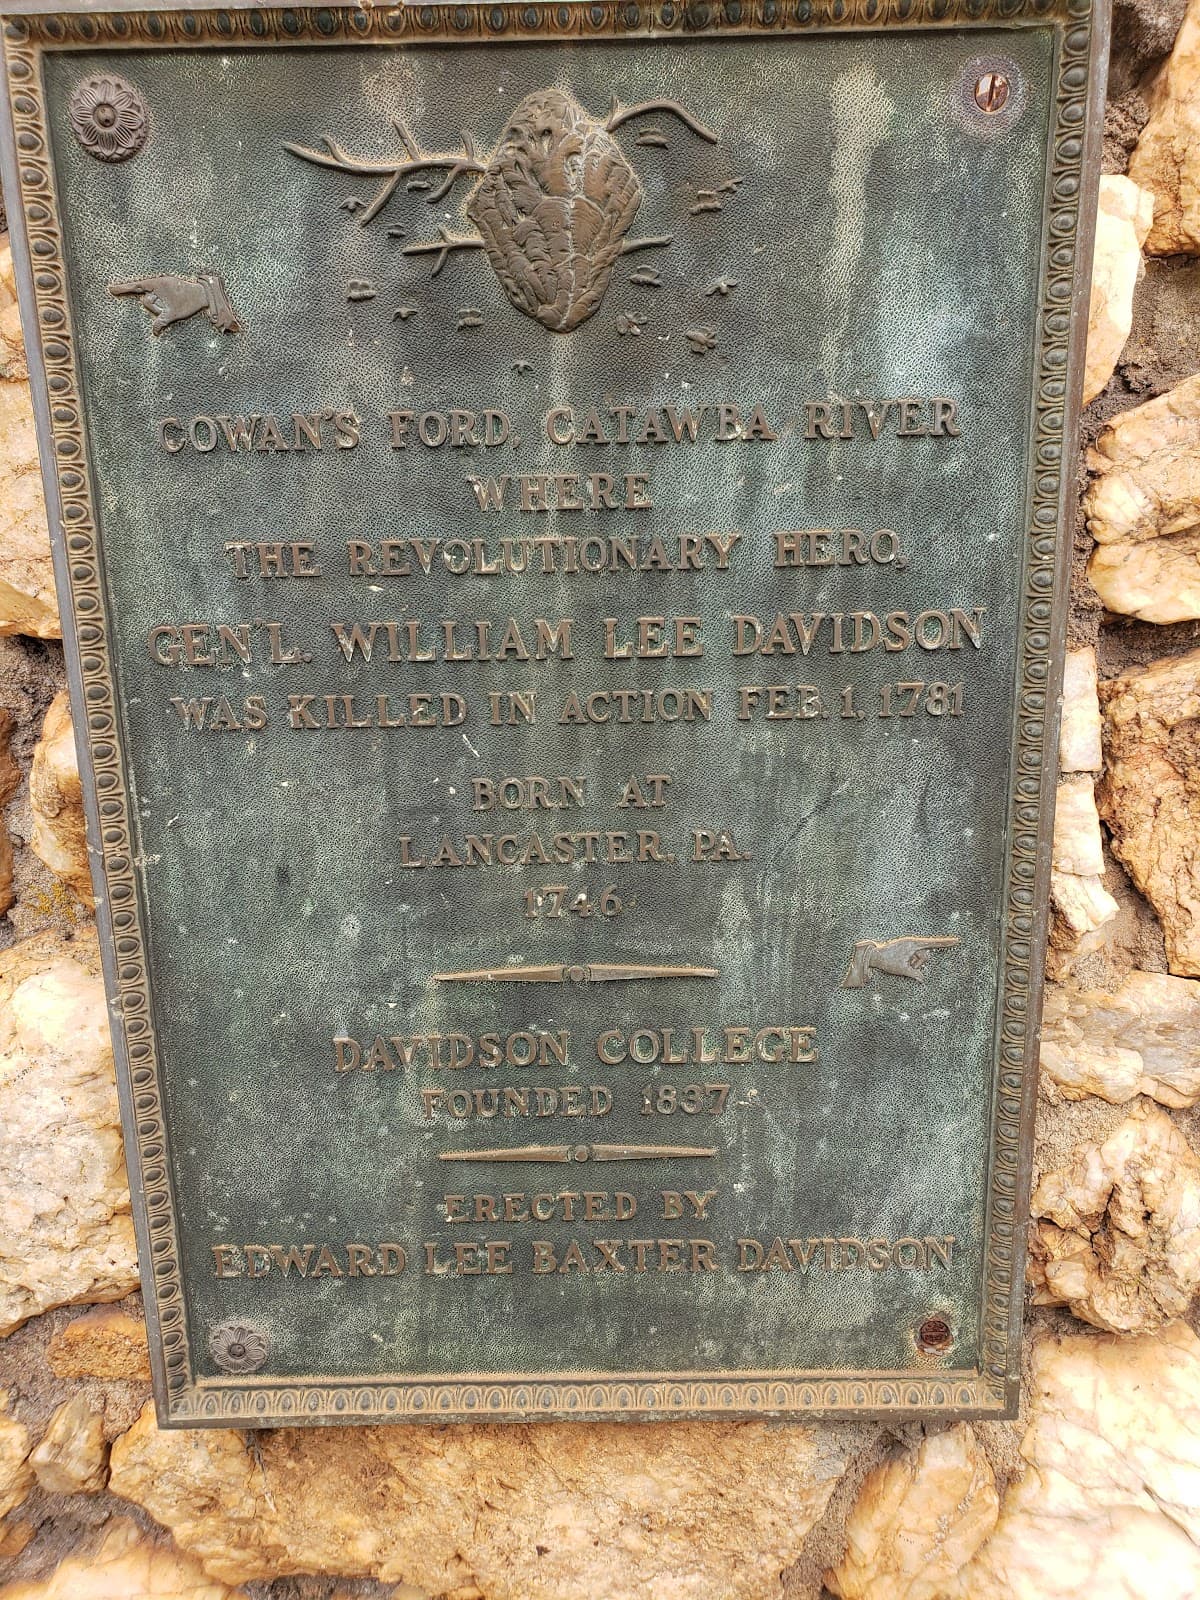 COWAN'S FORD, CATAWBA RIVER
WHERE
THE REVOLUTIONARY HERO,
GEN'L. WILLIAM LEE DAVIDSON
WAS KILLED IN ACTION FEB. 1, 1781
BORN AT
LANCASTER, PA.
1746
DAVIDSON COLLEGE
FOUNDED 1837
ERECTED BY
EDWARD LEE BAXTER DAVIDSON